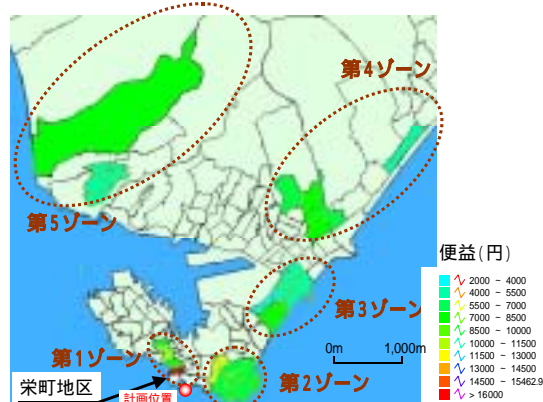 第4ゾーン
第5ゾーン
第3ゾーン
第1ゾーン
第2ゾーン
栄町地区
計画位置
0m 1,000m
便益(円)
2000 - 4000
4000 - 5500
5500 - 7000
7000 - 8500
8500 - 10000
10000 - 11500
11500 - 13000
13000 - 14500
14500 - 15462.9
> 16000